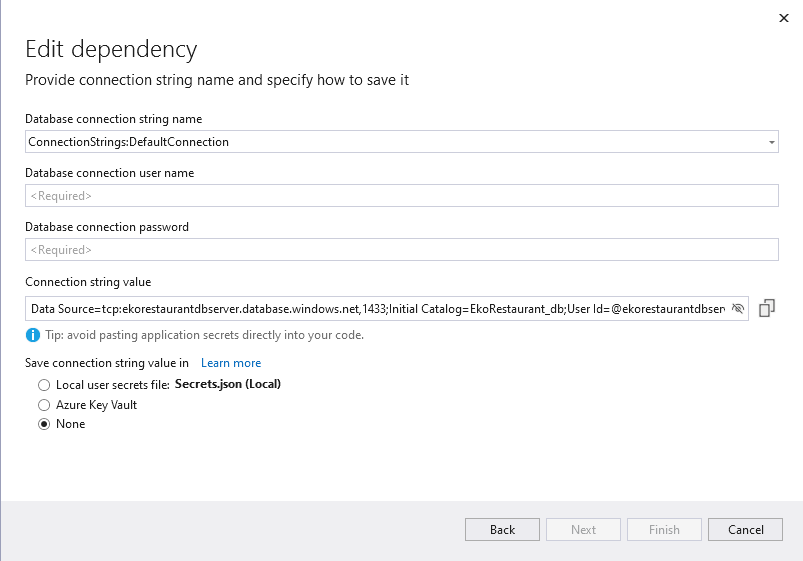 Edit dependency
Provide connection string name and specify how to save it
Database connection string name
ConnectionStrings:DefaultConnection
Database connection user name
<Required>
Database connection password
<Required>
Connection string value
Data Source=tcp:ekorestaurantdbserver.database.windows.net,1433;Initial Catalog=EkoRestaurant_db;User Id=@ekorestaurantdbser
Tip: avoid pasting application secrets directly into your code.
Save connection string value in Learn more
Local user secrets file: Secrets.json (Local)
Azure Key Vault
None
Back Next Finish Cancel